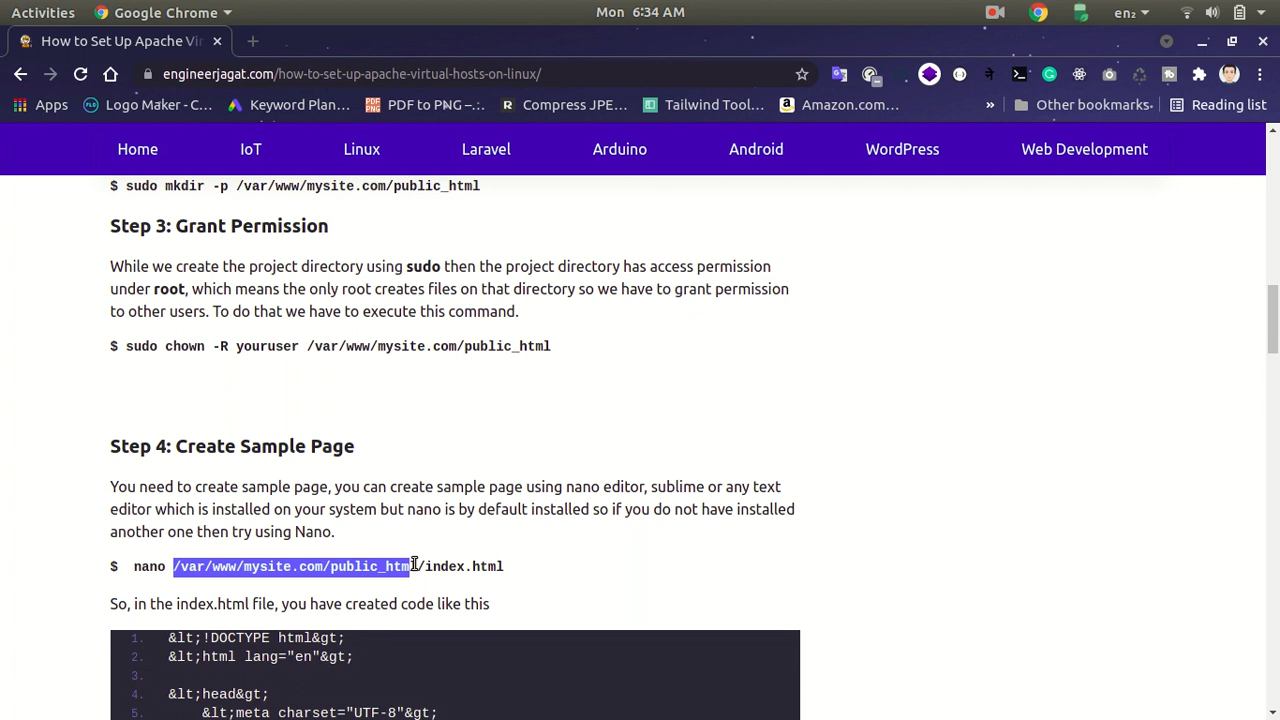 Activities Google Chrome Mon 6:34 AM en₂
How to Set Up Apache Vir
engineerjagat.com/how-to-set-up-apache-virtual-hosts-on-linux/
Apps Logo Maker - C... Keyword Plan... PDF to PNG –:... Compress JPE... Tailwind Tool... Amazon.com... » Other bookmarks Reading list
Home IoT Linux Laravel Arduino Android WordPress Web Development
$ sudo mkdir -p /var/www/mysite.com/public_html
Step 3: Grant Permission
While we create the project directory using sudo then the project directory has access permission
under root, which means the only root creates files on that directory so we have to grant permission
to other users. To do that we have to execute this command.
$ sudo chown -R youruser /var/www/mysite.com/public_html
Step 4: Create Sample Page
You need to create sample page, you can create sample page using nano editor, sublime or any text
editor which is installed on your system but nano is by default installed so if you do not have installed
another one then try using Nano.
$ nano /var/www/mysite.com/public_html/index.html
So, in the index.html file, you have created code like this
1. &lt;!DOCTYPE html&gt;
2. &lt;html lang="en"&gt;
3.
4. &lt;head&gt;
5. &lt;meta charset="UTF-8"&gt;